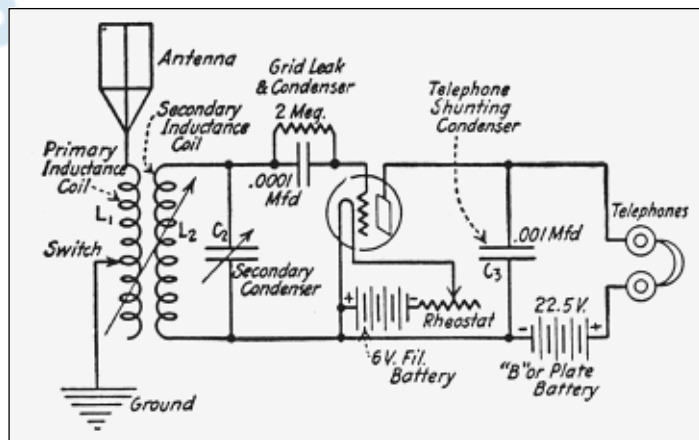 Antenna
Grid Leak
& Condenser
2 Meg.
.0001
Mfd
Telephone
Shunting
Condenser
Secondary
Inductance
Coil
Primary
Inductance
Coil
L1
L2
C2
Secondary
Condenser
Switch
Ground
+ -
Rheostat
6V. Fil.
Battery
.001 Mfd
C3
Telephones
22.5V.
- +
"B" or Plate
Battery